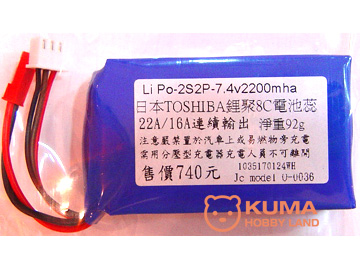 Li Po-2S2P-7.4v2200mha
日本TOSHIBA鋰聚8C電池蕊
22A/16A連續輸出 淨重92g
注意嚴禁置於汽車上或易燃物旁充電
需用分壓型充電器充電人員不可離開
售價740元
1035170124WH
Jc model 0-0036
KUMA
HOBBY LAND